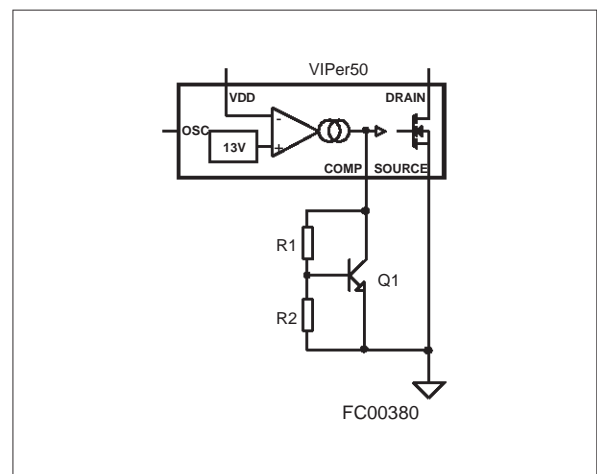 VIPer50
VDD
DRAIN
OSC
-
13V
+
COMP
SOURCE
R1
Q1
R2
FC00380